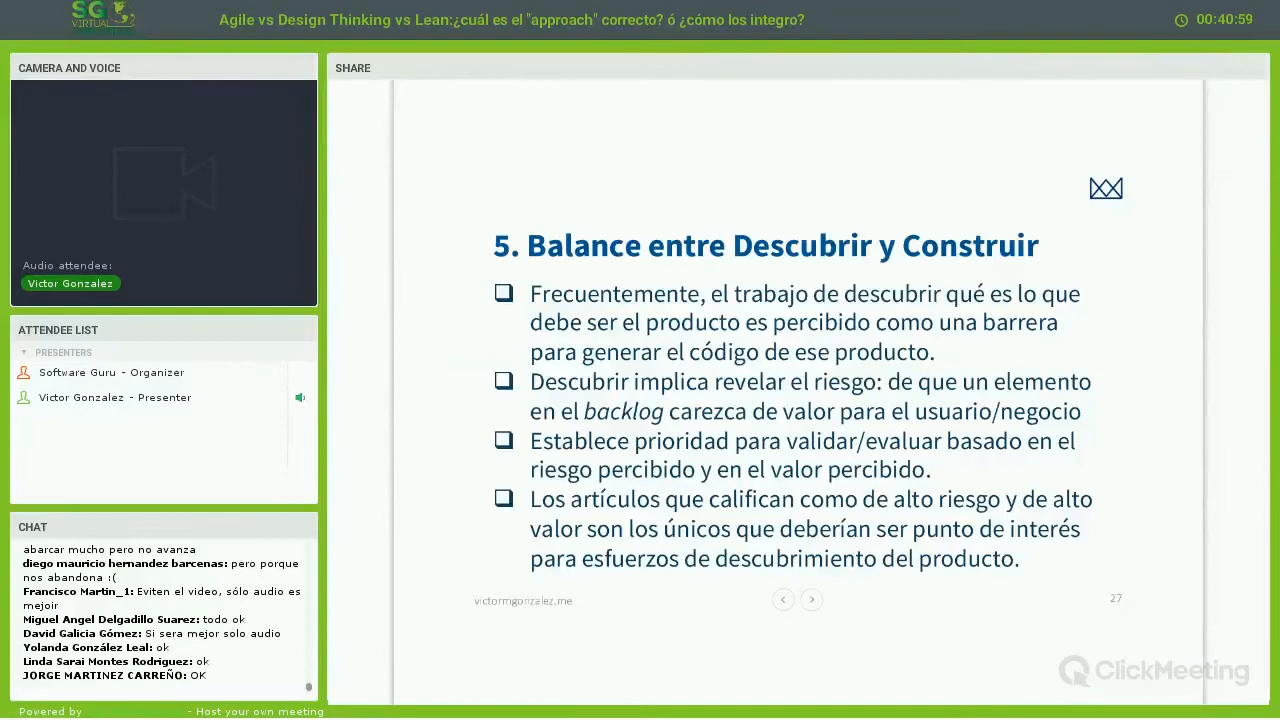 SG
VIRTUAL
Agile vs Design Thinking vs Lean:¿cuál es el "approach" correcto? ó ¿cómo los integro?
00:40:59
CAMERA AND VOICE
Audio attendee:
Victor Gonzalez
ATTENDEE LIST
PRESENTERS
Software Guru - Organizer
Victor Gonzalez - Presenter
CHAT
abarcar mucho pero no avanza
diego mauricio hernandez barcenas: pero porque
nos abandona :(
Francisco Martin_1: Eviten el video, sólo audio es
mejoir
Miguel Angel Delgadillo Suarez: todo ok
David Galicia Gómez: Si sera mejor solo audio
Yolanda González Leal: ok
Linda Sarai Montes Rodriguez: ok
JORGE MARTINEZ CARREÑO: OK
Powered by - Host your own meeting
SHARE
5. Balance entre Descubrir y Construir
Frecuentemente, el trabajo de descubrir qué es lo que
debe ser el producto es percibido como una barrera
para generar el código de ese producto.
Descubrir implica revelar el riesgo: de que un elemento
en el backlog carezca de valor para el usuario/negocio
Establece prioridad para validar/evaluar basado en el
riesgo percibido y en el valor percibido.
Los artículos que califican como de alto riesgo y de alto
valor son los únicos que deberían ser punto de interés
para esfuerzos de descubrimiento del producto.
victormgonzalez.me
27
ClickMeeting